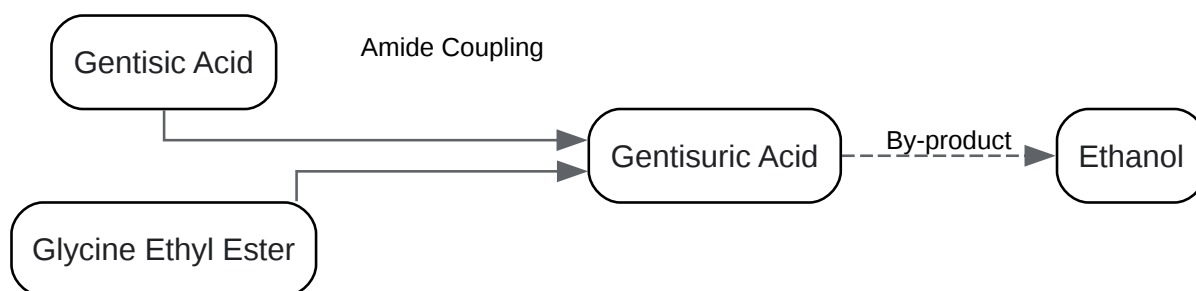 Gentisic Acid
Amide Coupling
Gentisuric Acid
By-product
Ethanol
Glycine Ethyl Ester